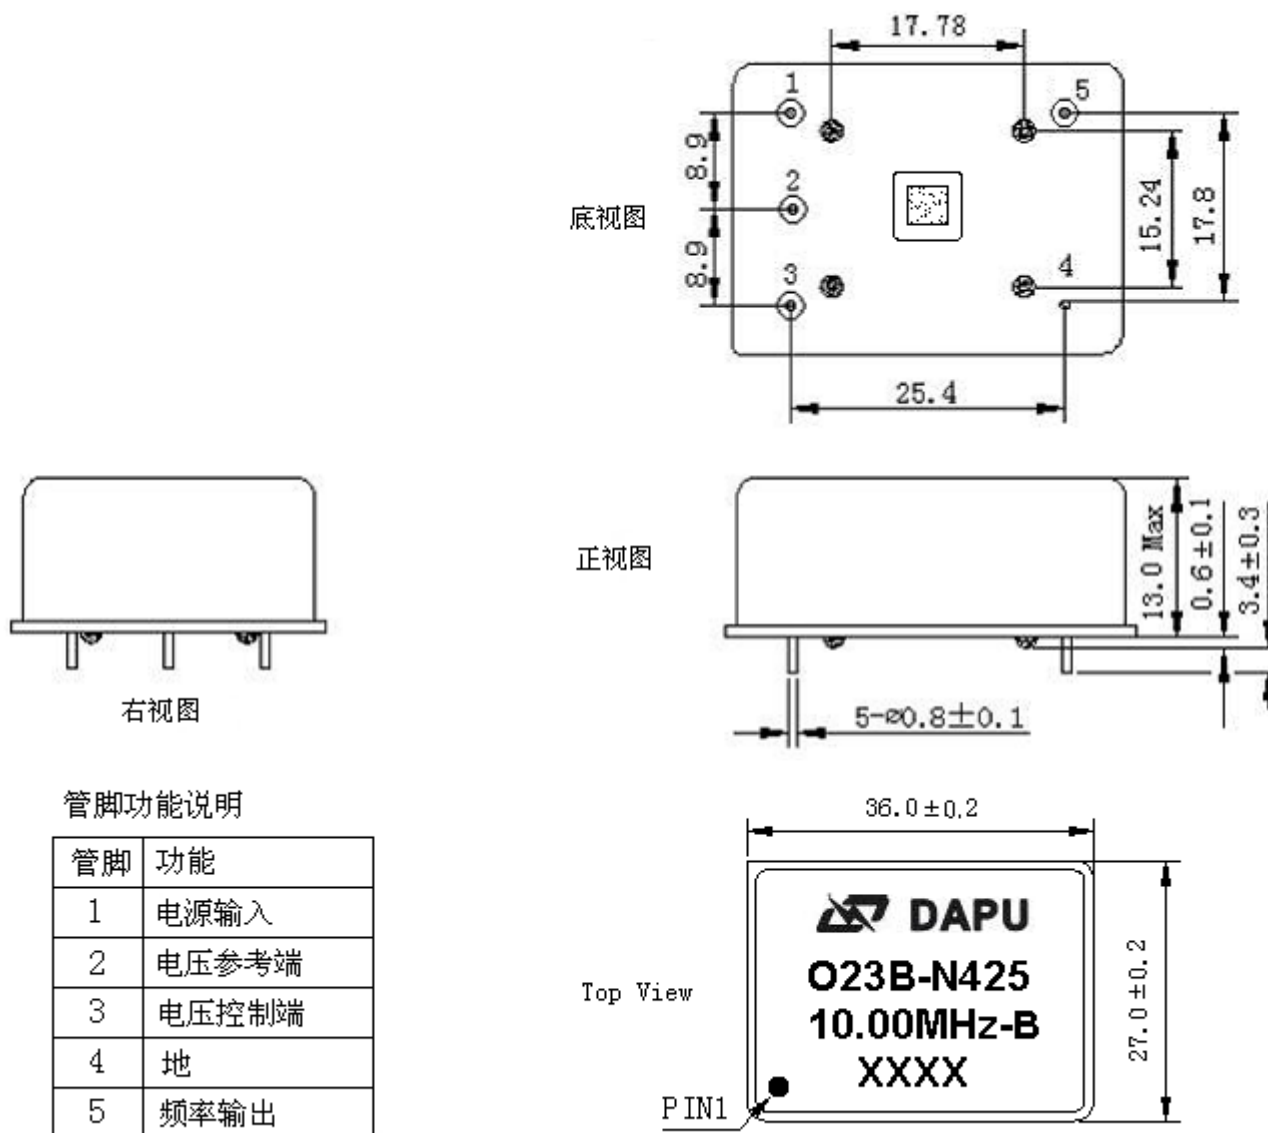 17.78
1
5
8.9
2
底视图
15.24
17.8
8.9
3
4
25.4
正视图
13.0 Max
0.6±0.1
3.4±0.3
右视图
5-⌀0.8±0.1
管脚功能说明
管脚 功能
1 电源输入
2 电压参考端
3 电压控制端
4 地
5 频率输出
36.0±0.2
DAPU
O23B-N425
10.00MHz-B
XXXX
Top View
27.0±0.2
PIN1